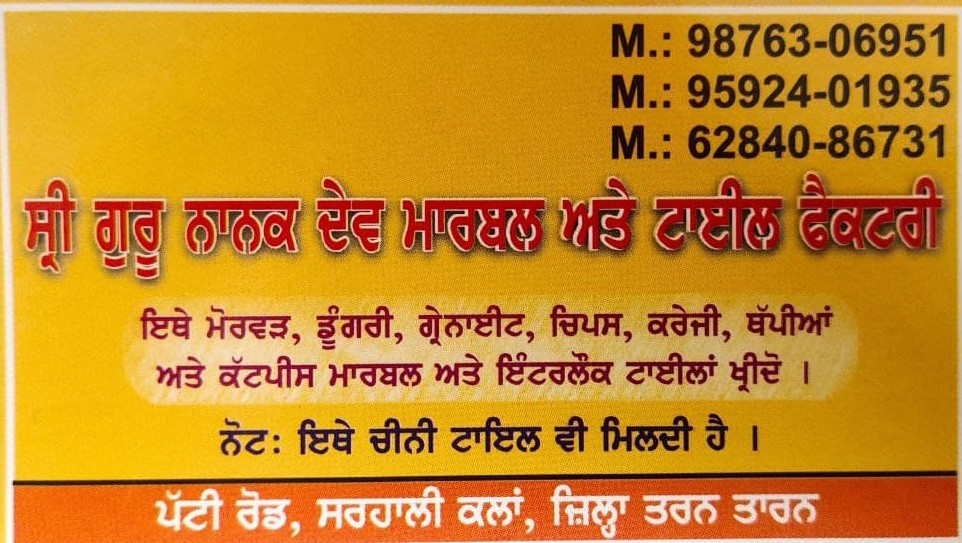 M.: 98763-06951
M.: 95924-01935
M.: 62840-86731
ਸ੍ਰੀ ਗੁਰੂ ਨਾਨਕ ਦੇਵ ਮਾਰਬਲ ਅਤੇ ਟਾਈਲ ਫੈਕਟਰੀ
ਇਥੇ ਮੋਰਵੜ, ਡੂੰਗਰੀ, ਗ੍ਰੇਨਾਈਟ, ਚਿਪਸ, ਕਰੇਜੀ, ਥੱਪੀਆਂ
ਅਤੇ ਕੱਟਪੀਸ ਮਾਰਬਲ ਅਤੇ ਇੰਟਰਲੌਕ ਟਾਈਲਾਂ ਖ੍ਰੀਦੋ ।
ਨੋਟ: ਇਥੇ ਚੀਨੀ ਟਾਇਲ ਵੀ ਮਿਲਦੀ ਹੈ ।
ਪੱਟੀ ਰੋਡ, ਸਰਹਾਲੀ ਕਲਾਂ, ਜ਼ਿਲ੍ਹਾ ਤਰਨ ਤਾਰਨ